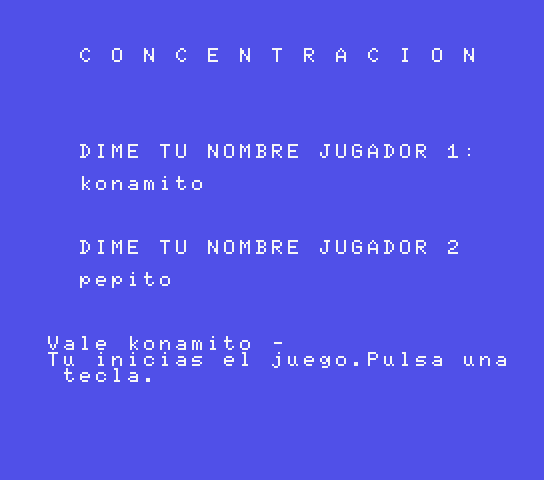 C O N C E N T R A C I O N
DIME TU NOMBRE JUGADOR 1:
konamito
DIME TU NOMBRE JUGADOR 2
pepito
Vale konamito -
Tu inicias el juego.Pulsa una
tecla.